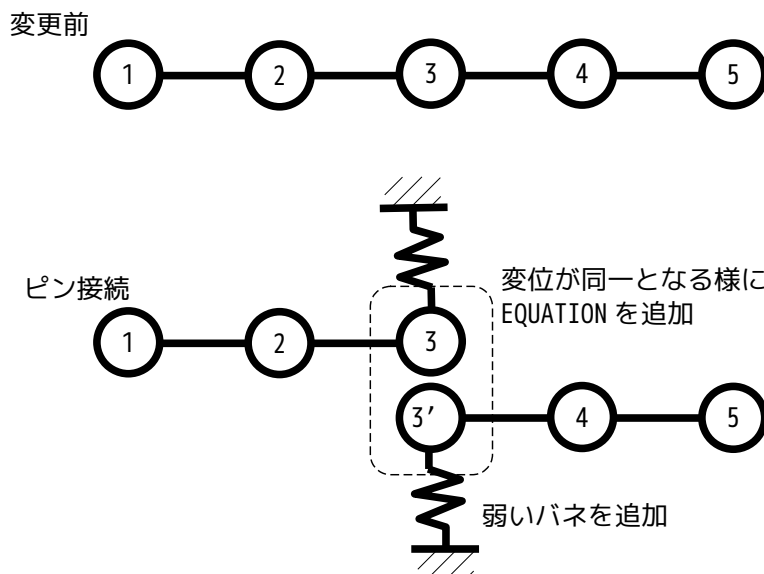 変更前
1 2 3 4 5
ピン接続
変位が同一となる様に
EQUATION を追加
1 2 3
3′ 4 5
弱いバネを追加